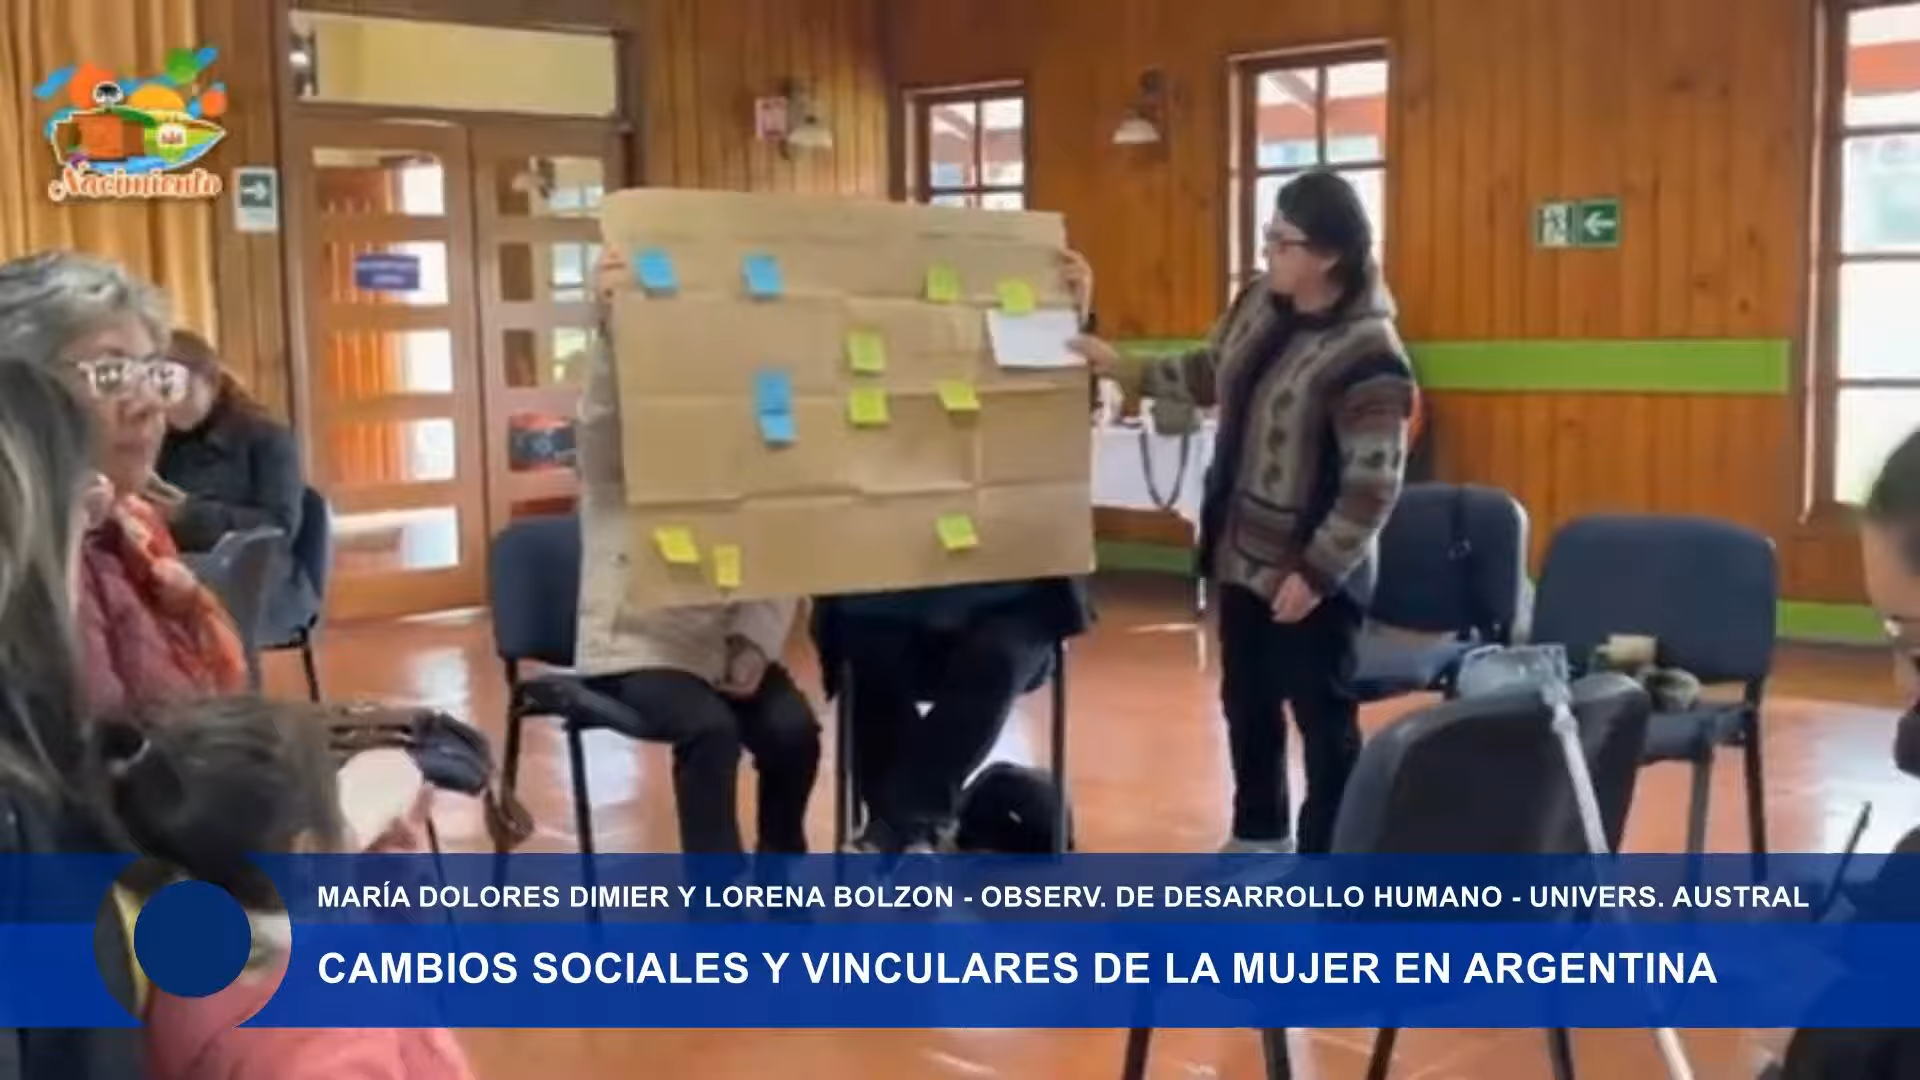 Nacimiento
MARÍA DOLORES DIMIER Y LORENA BOLZON - OBSERV. DE DESARROLLO HUMANO - UNIVERS. AUSTRAL
CAMBIOS SOCIALES Y VINCULARES DE LA MUJER EN ARGENTINA